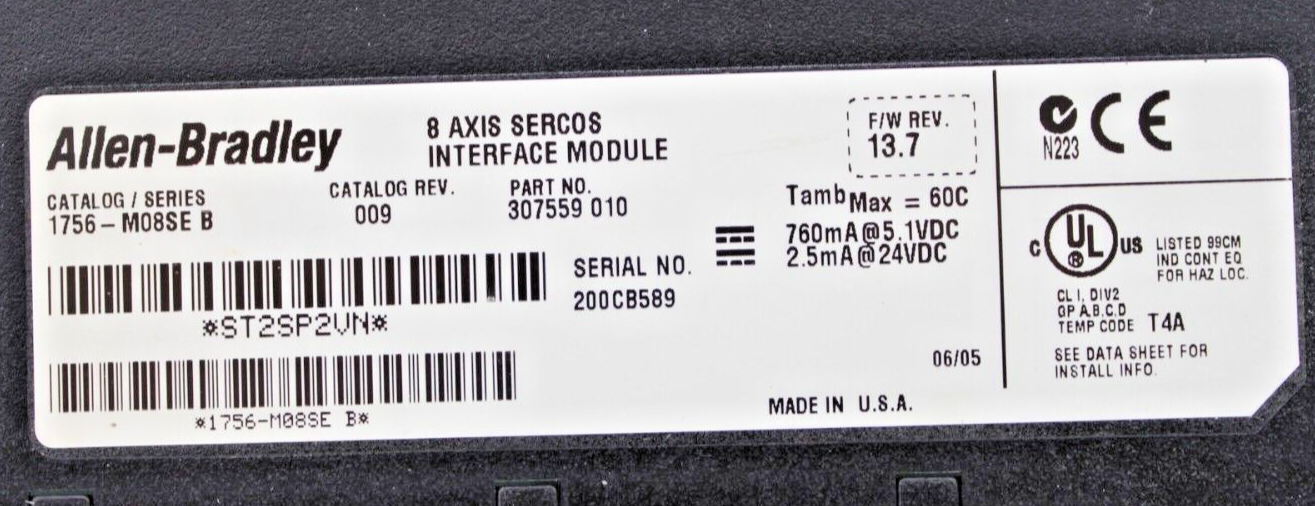 Allen-Bradley
8 AXIS SERCOS
INTERFACE MODULE
F/W REV.
13.7
CATALOG / SERIES
1756 - M08SE B
CATALOG REV.
009
PART NO.
307559 010
Tamb Max = 60C
760mA@5.1VDC
2.5mA@24VDC
SERIAL NO.
200CB589
*ST2SP2VN*
*1756-M08SE B*
06/05
MADE IN U.S.A.
N223
CE
C UL US
®
LISTED 99CM
IND CONT EQ
FOR HAZ LOC.
CL I, DIV2
GP A,B,C,D
TEMP CODE T4A
SEE DATA SHEET FOR
INSTALL INFO.